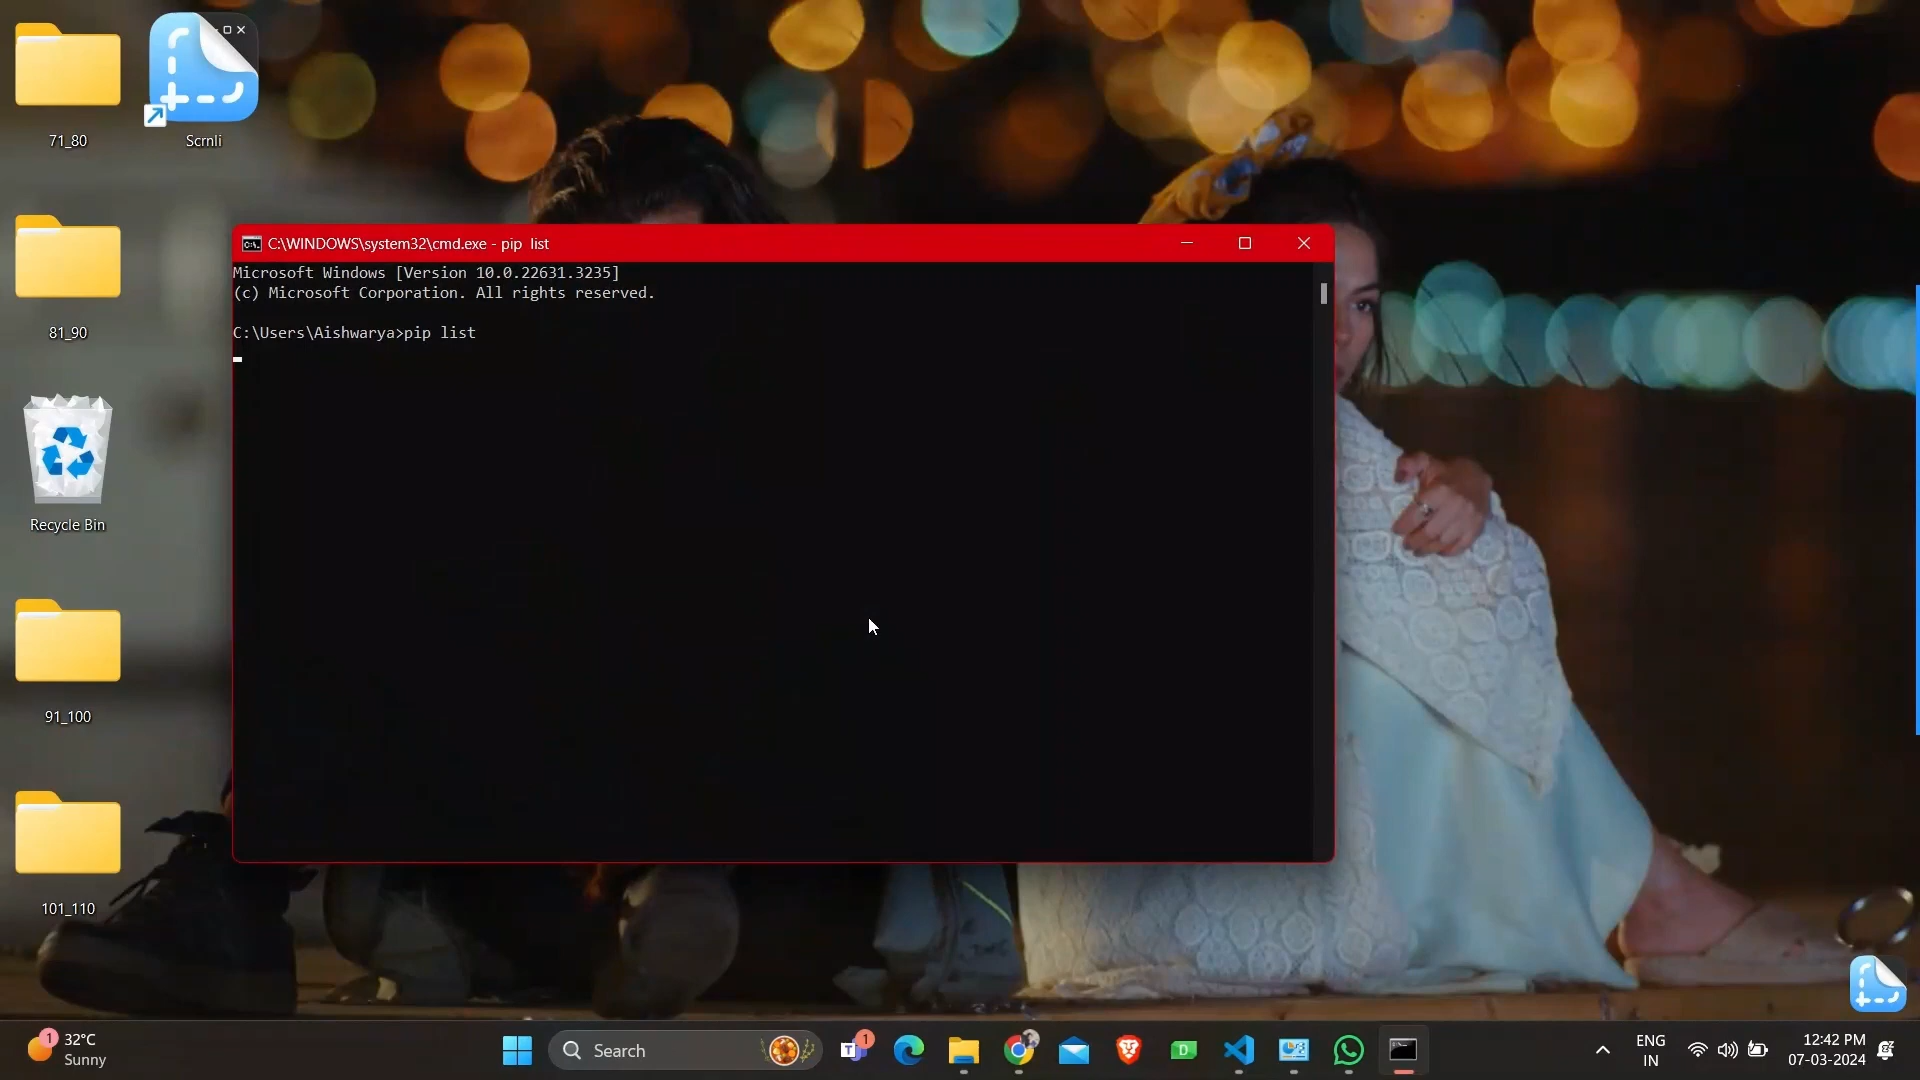 71_80
Scrnli
81_90
Recycle Bin
91_100
101_110
C:\WINDOWS\system32\cmd.exe - pip  list
Microsoft Windows [Version 10.0.22631.3235]
(c) Microsoft Corporation. All rights reserved.
C:\Users\Aishwarya>pip list
1
32°C
Sunny
Search
T
1
D
ENG
IN
12:42 PM
07-03-2024